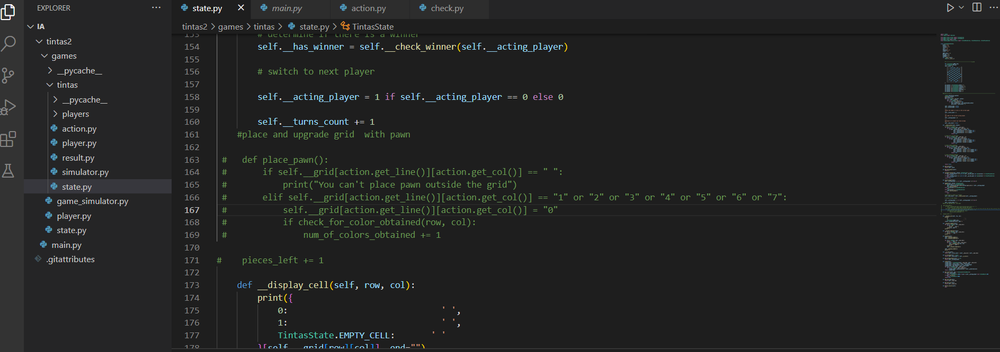 EXPLORER
IA
tintas2
games
__pycache__
tintas
__pycache__
players
action.py
player.py
result.py
simulator.py
state.py
game_simulator.py
player.py
state.py
main.py
.gitattributes
state.py main.py action.py check.py
tintas2 > games > tintas > state.py > TintasState
153 # determine if there is a winner
154 self.__has_winner = self.__check_winner(self.__acting_player)
155
156 # switch to next player
157
158 self.__acting_player = 1 if self.__acting_player == 0 else 0
159
160 self.__turns_count += 1
161 #place and upgrade grid  with pawn
162
163 #   def place_pawn():
164 #       if self.__grid[action.get_line()][action.get_col()] == " ":
165 #           print("You can't place pawn outside the grid")
166 #       elif self.__grid[action.get_line()][action.get_col()] == "1" or "2" or "3" or "4" or "5" or "6" or "7":
167 #           self.__grid[action.get_line()][action.get_col()] = "0"
168 #           if check_for_color_obtained(row, col):
169 #               num_of_colors_obtained += 1
170
171 #    pieces_left += 1
172
173 def __display_cell(self, row, col):
174 print({
175 0: ' ',
176 1: ' ',
177 TintasState.EMPTY_CELL: ' '
178 }[self.__grid[row][col]], end="")